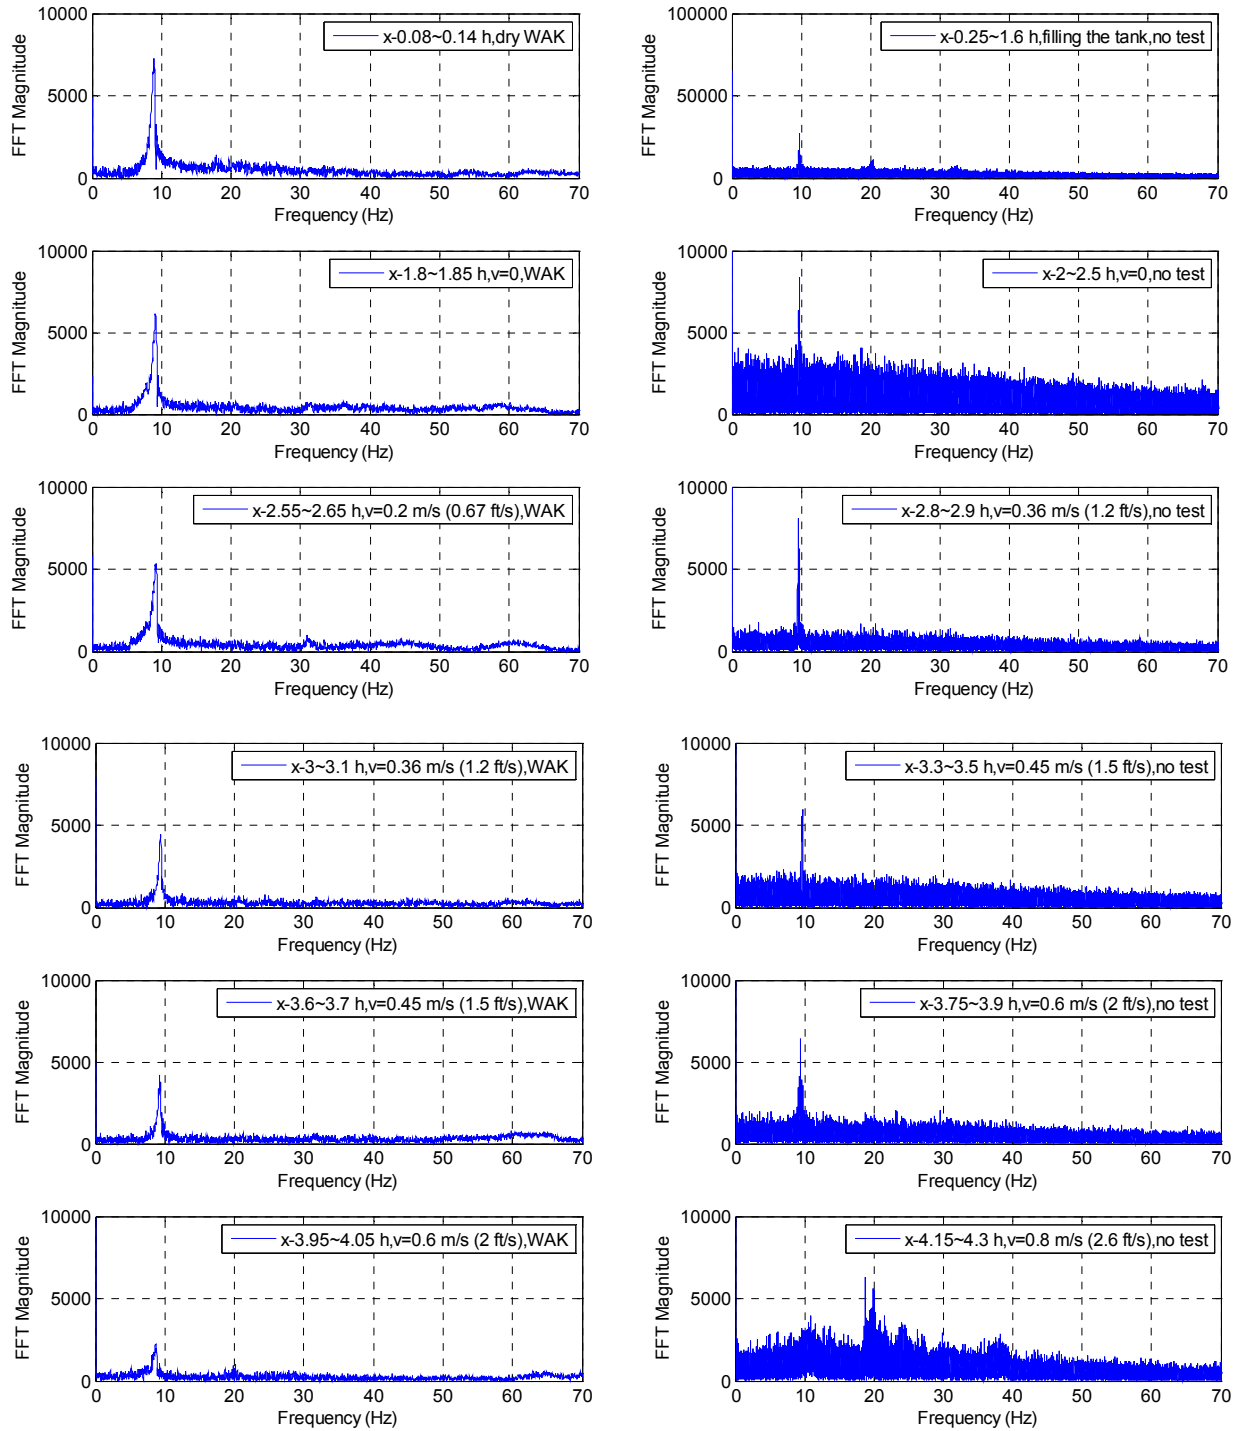 10000
5000
0
FFT Magnitude
x-0.08~0.14 h,dry WAK
0 10 20 30 40 50 60 70
Frequency (Hz)
100000
50000
0
FFT Magnitude
x-0.25~1.6 h,filling the tank,no test
0 10 20 30 40 50 60 70
Frequency (Hz)
10000
5000
0
FFT Magnitude
x-1.8~1.85 h,v=0,WAK
0 10 20 30 40 50 60 70
Frequency (Hz)
10000
5000
0
FFT Magnitude
x-2~2.5 h,v=0,no test
0 10 20 30 40 50 60 70
Frequency (Hz)
10000
5000
0
FFT Magnitude
x-2.55~2.65 h,v=0.2 m/s (0.67 ft/s),WAK
0 10 20 30 40 50 60 70
Frequency (Hz)
10000
5000
0
FFT Magnitude
x-2.8~2.9 h,v=0.36 m/s (1.2 ft/s),no test
0 10 20 30 40 50 60 70
Frequency (Hz)
10000
5000
0
FFT Magnitude
x-3~3.1 h,v=0.36 m/s (1.2 ft/s),WAK
0 10 20 30 40 50 60 70
Frequency (Hz)
10000
5000
0
FFT Magnitude
x-3.3~3.5 h,v=0.45 m/s (1.5 ft/s),no test
0 10 20 30 40 50 60 70
Frequency (Hz)
10000
5000
0
FFT Magnitude
x-3.6~3.7 h,v=0.45 m/s (1.5 ft/s),WAK
0 10 20 30 40 50 60 70
Frequency (Hz)
10000
5000
0
FFT Magnitude
x-3.75~3.9 h,v=0.6 m/s (2 ft/s),no test
0 10 20 30 40 50 60 70
Frequency (Hz)
10000
5000
0
FFT Magnitude
x-3.95~4.05 h,v=0.6 m/s (2 ft/s),WAK
0 10 20 30 40 50 60 70
Frequency (Hz)
10000
5000
0
FFT Magnitude
x-4.15~4.3 h,v=0.8 m/s (2.6 ft/s),no test
0 10 20 30 40 50 60 70
Frequency (Hz)